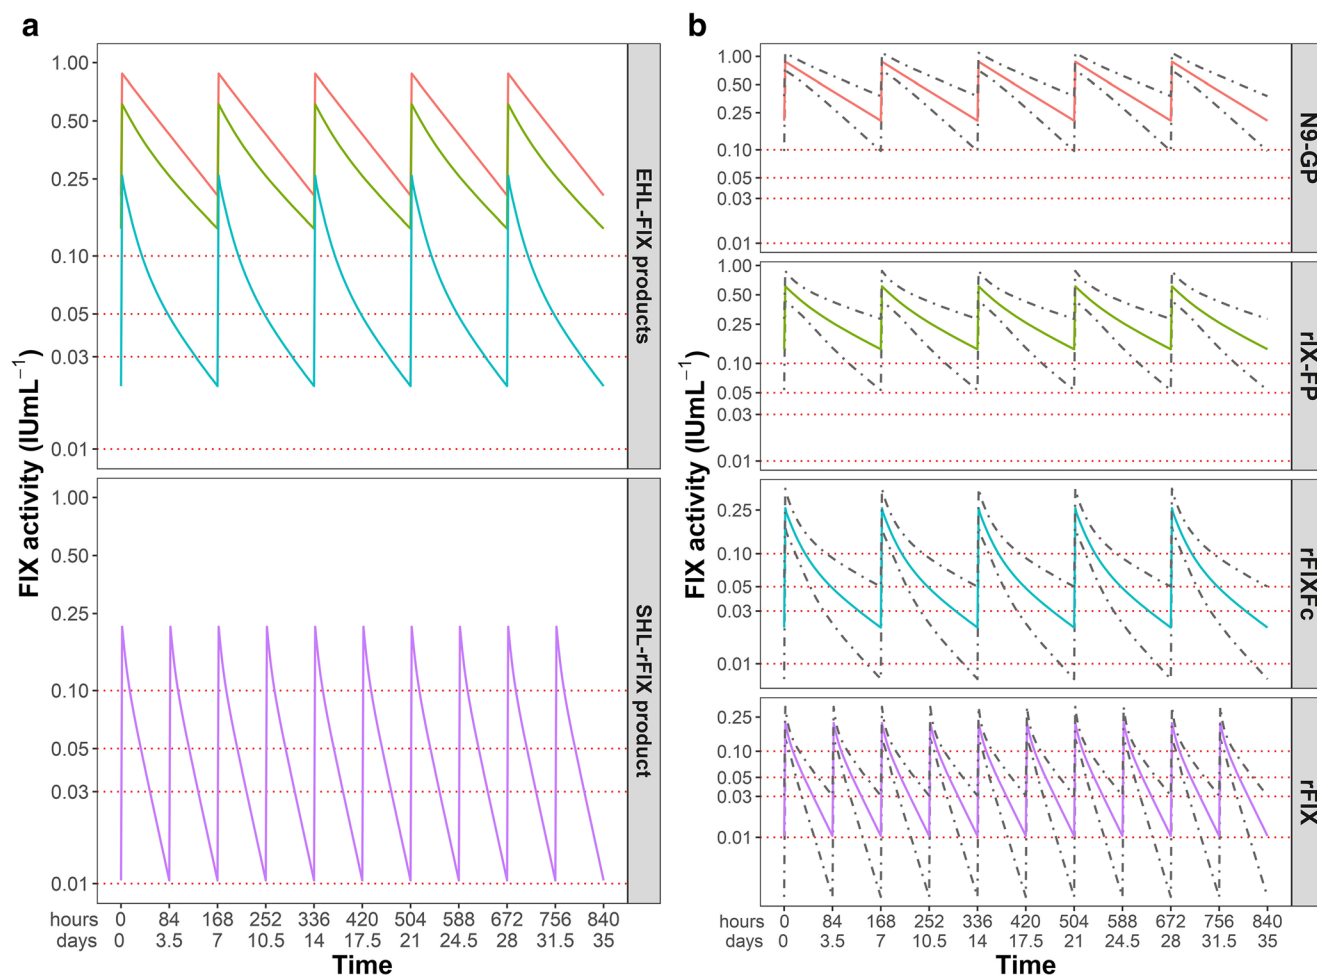 a
FIX activity (IUmL⁻¹)
1.00
0.50
0.25
0.10
0.05
0.03
0.01
EHL-FIX products
1.00
0.50
0.25
0.10
0.05
0.03
0.01
SHL-rFIX product
hours 0 84 168 252 336 420 504 588 672 756 840
days 0 3.5 7 10.5 14 17.5 21 24.5 28 31.5 35
Time
b
FIX activity (IUmL⁻¹)
1.00
0.50
0.25
0.10
0.05
0.03
0.01
N9-GP
1.00
0.50
0.25
0.10
0.05
0.03
0.01
rIX-FP
0.25
0.10
0.05
0.03
0.01
rFIXFc
0.25
0.10
0.05
0.03
0.01
rFIX
hours 0 84 168 252 336 420 504 588 672 756 840
days 0 3.5 7 10.5 14 17.5 21 24.5 28 31.5 35
Time